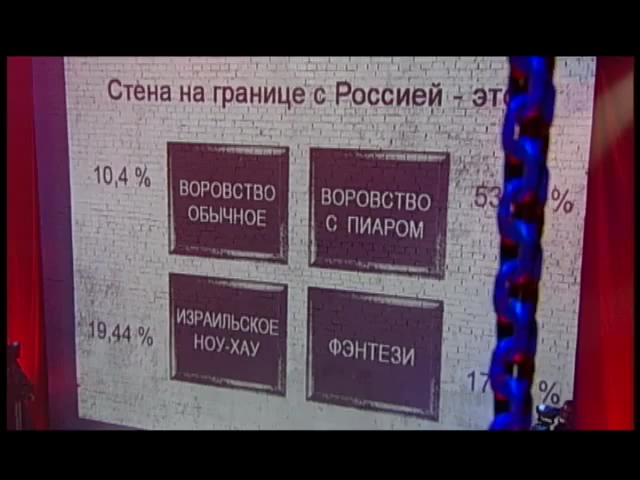 Стена на границе с Россией -
10,4 %
ВОРОВСТВО
ОБЫЧНОЕ
ВОРОВСТВО
С ПИАРОМ
%
19,44 %
ИЗРАИЛЬСКОЕ
НОУ-ХАУ
ФЭНТЕЗИ
%